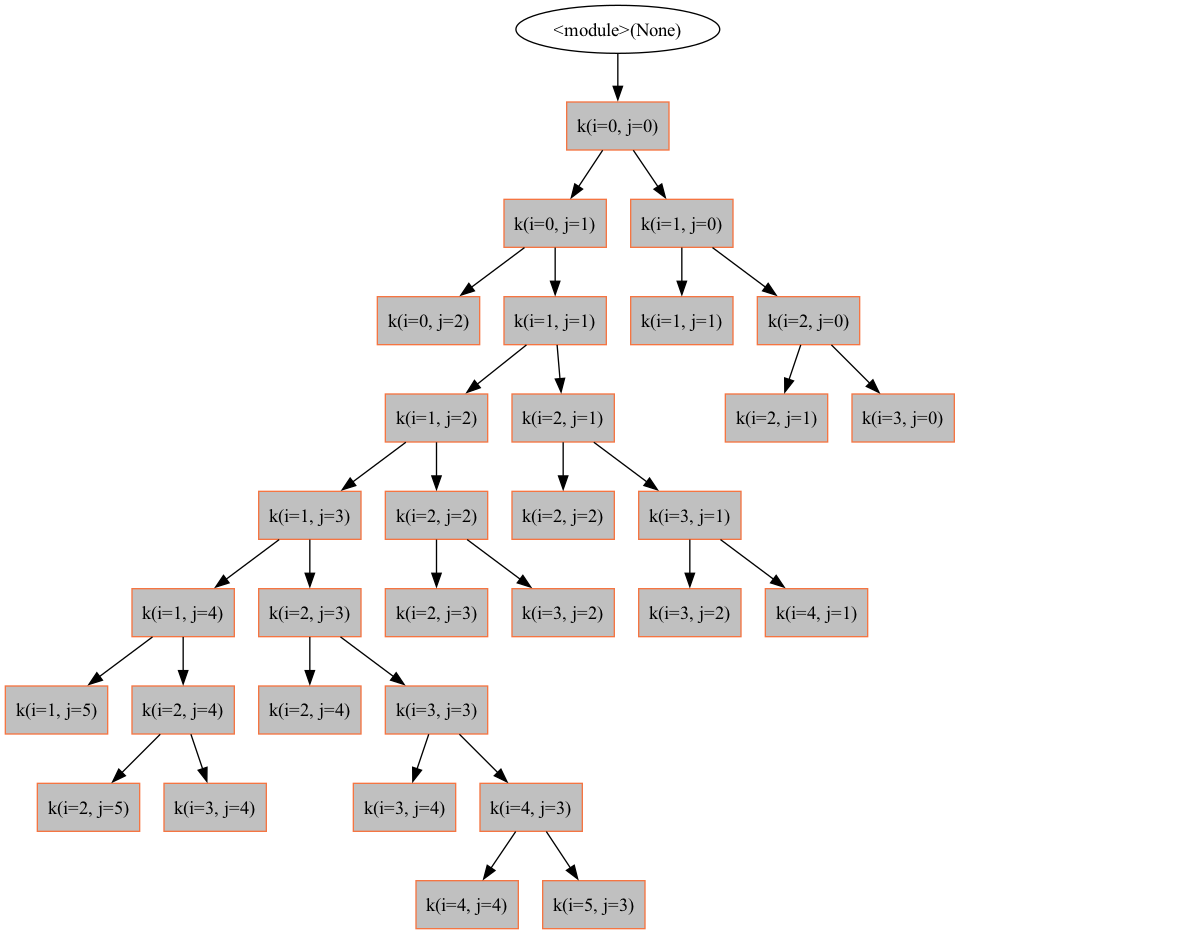 <module>(None)
k(i=0, j=0)
k(i=0, j=1)
k(i=1, j=0)
k(i=0, j=2)
k(i=1, j=1)
k(i=1, j=1)
k(i=2, j=0)
k(i=1, j=2)
k(i=2, j=1)
k(i=2, j=1)
k(i=3, j=0)
k(i=1, j=3)
k(i=2, j=2)
k(i=2, j=2)
k(i=3, j=1)
k(i=1, j=4)
k(i=2, j=3)
k(i=2, j=3)
k(i=3, j=2)
k(i=3, j=2)
k(i=4, j=1)
k(i=1, j=5)
k(i=2, j=4)
k(i=2, j=4)
k(i=3, j=3)
k(i=2, j=5)
k(i=3, j=4)
k(i=3, j=4)
k(i=4, j=3)
k(i=4, j=4)
k(i=5, j=3)